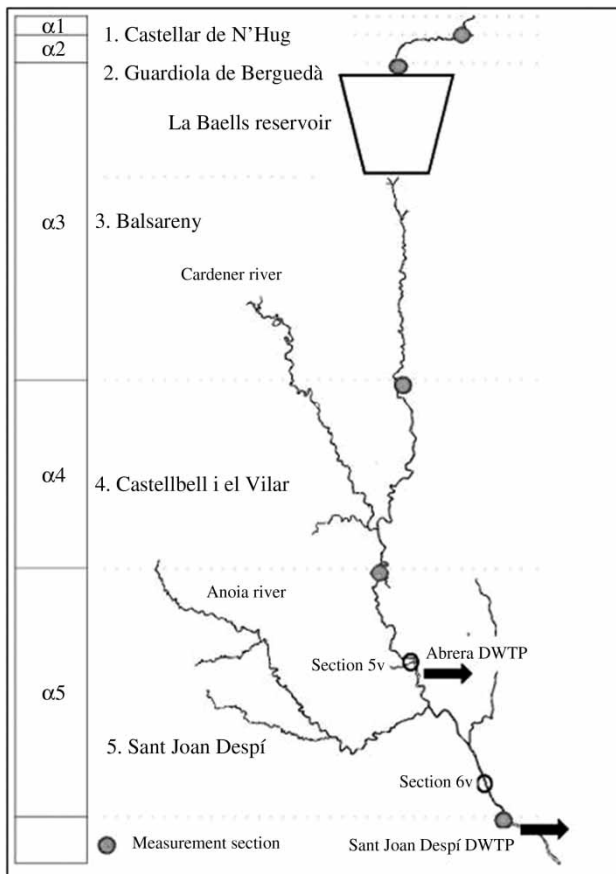 α1
1. Castellar de N’Hug
α2
2. Guardiola de Berguedà
La Baells reservoir
α3
3. Balsareny
Cardener river
α4
4. Castellbell i el Vilar
Anoia river
Abrera DWTP
Section 5v
α5
5. Sant Joan Despí
Section 6v
Measurement section
Sant Joan Despí DWTP